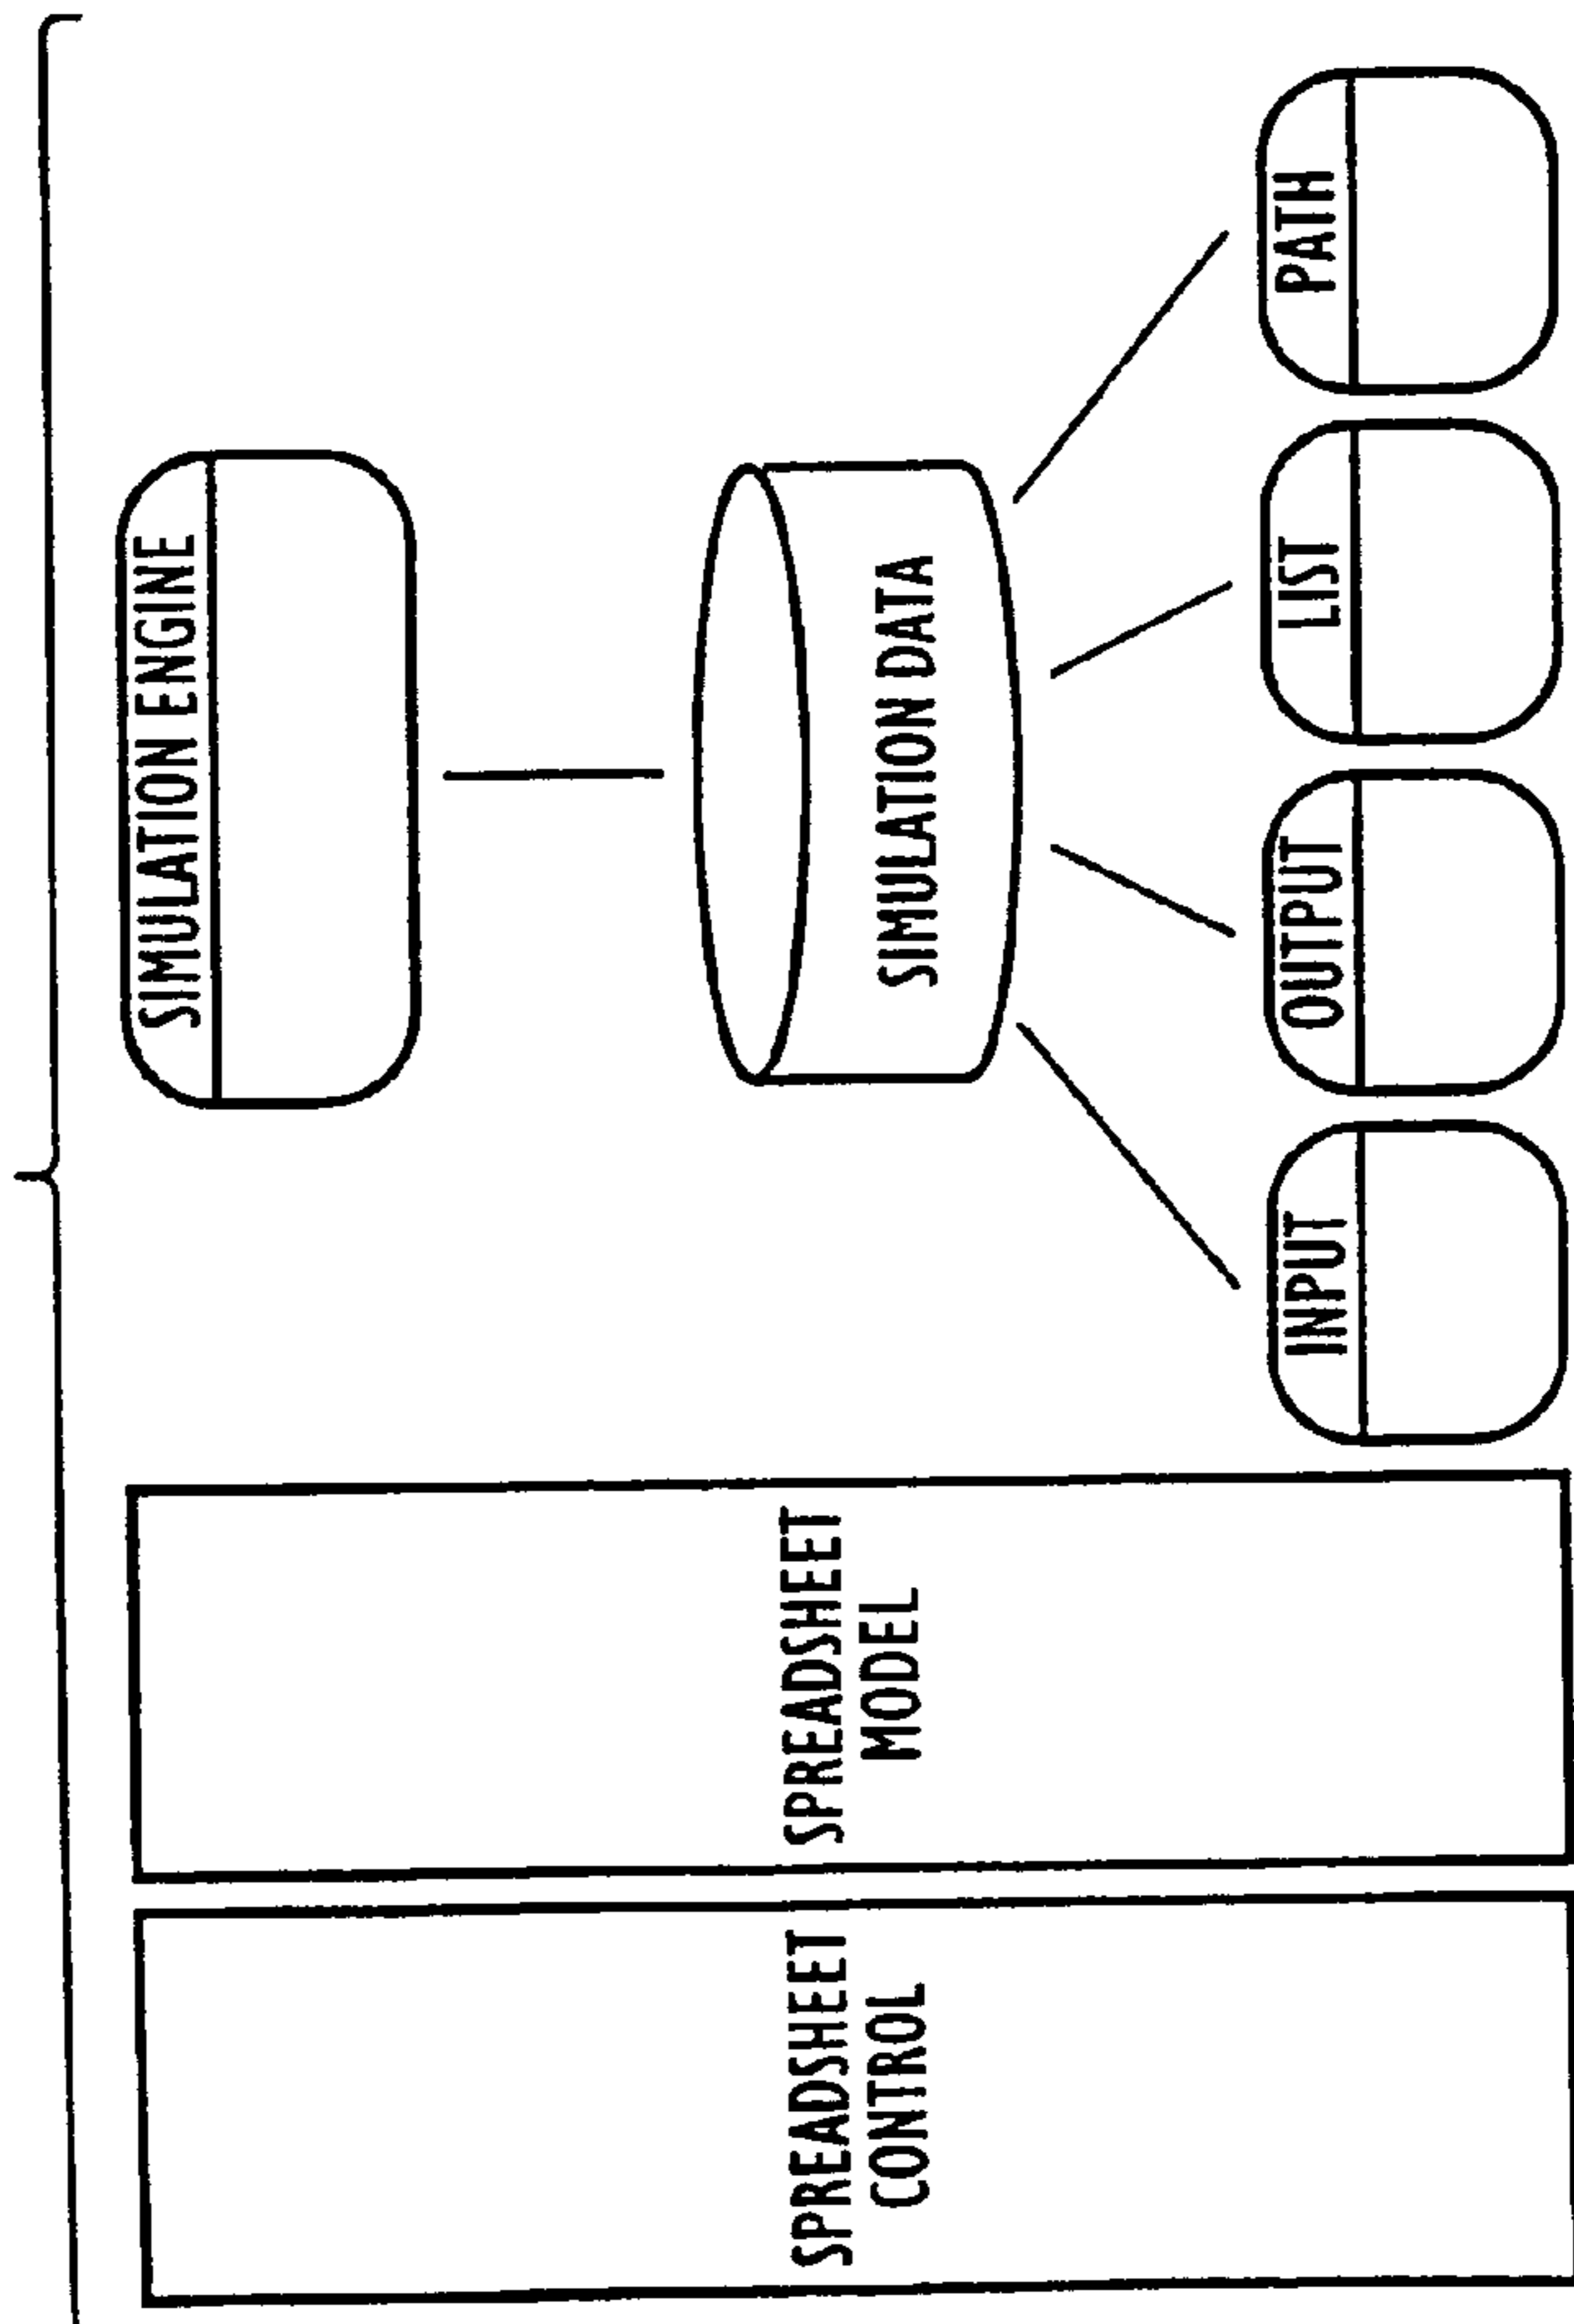 SPREADSHEET
CONTROL
SPREADSHEET
MODEL
SIMULATION ENGINE
SIMULATION DATA
INPUT
OUTPUT
LIST
PATH